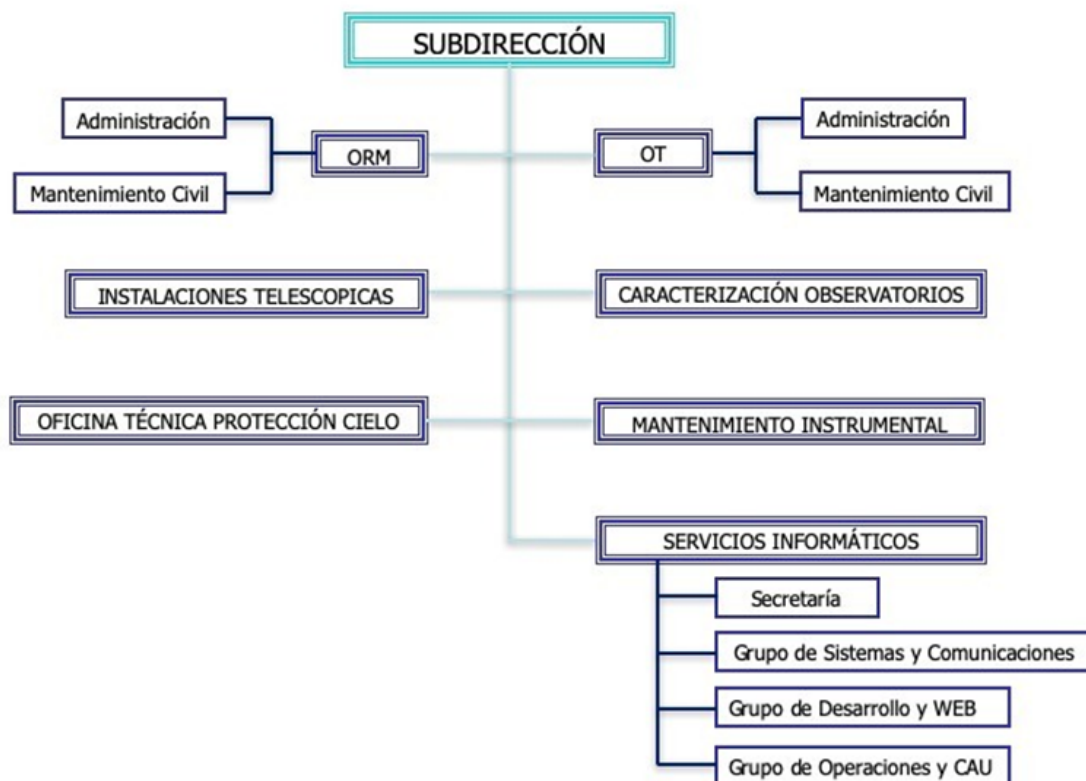 SUBDIRECCIÓN
Administración
ORM
Mantenimiento Civil
OT
Administración
Mantenimiento Civil
INSTALACIONES TELESCOPICAS
CARACTERIZACIÓN OBSERVATORIOS
OFICINA TÉCNICA PROTECCIÓN CIELO
MANTENIMIENTO INSTRUMENTAL
SERVICIOS INFORMÁTICOS
Secretaría
Grupo de Sistemas y Comunicaciones
Grupo de Desarrollo y WEB
Grupo de Operaciones y CAU